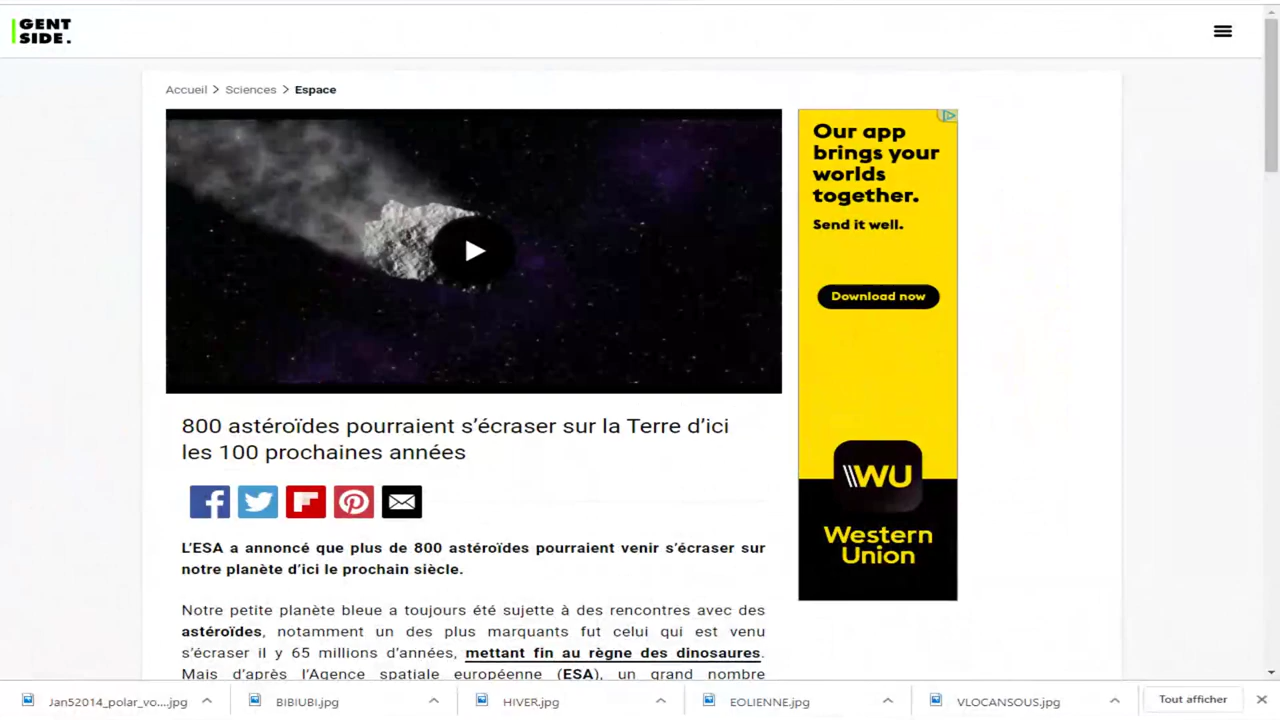 GENT
SIDE.
Accueil > Sciences > Espace
Our app
brings your
worlds
together.
Send it well.
Download now
WU
Western
Union
800 astéroïdes pourraient s’écraser sur la Terre d’ici
les 100 prochaines années
L’ESA a annoncé que plus de 800 astéroïdes pourraient venir s’écraser sur
notre planète d’ici le prochain siècle.
Notre petite planète bleue a toujours été sujette à des rencontres avec des
astéroïdes, notamment un des plus marquants fut celui qui est venu
s’écraser il y 65 millions d’années, mettant fin au règne des dinosaures.
Mais d’après l’Agence spatiale européenne (ESA), un grand nombre
Jan52014_polar_vo....jpg
BIBIUBI.jpg
HIVER.jpg
EOLIENNE.jpg
VLOCANSOUS.jpg
Tout afficher